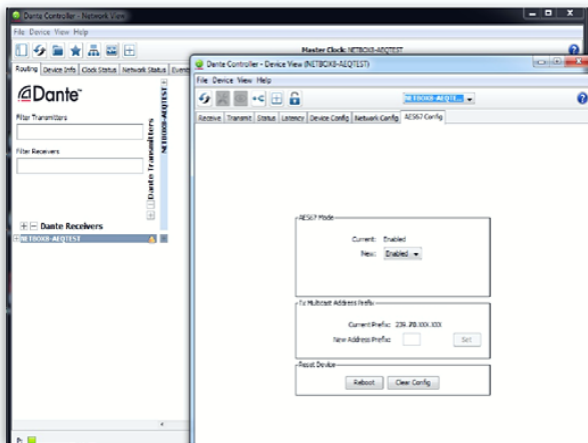 Dante Controller - Network View
File Device View Help
Master Clock: NETBOX8-AEQTEST
Routing Device Info Clock Status Network Status Events
Dante™
Filter Transmitters
Filter Receivers
Dante Transmitters
NETBOX8-AEQTEST
Dante Receivers
NETBOX8-AEQTEST
P:
Dante Controller - Device View (NETBOX8-AEQTEST)
File Device View Help
NETBOX8-AEQTE...
Receive Transmit Status Latency Device Config Network Config AES67 Config
AES67 Mode
Current: Enabled
New: Enabled
Tx Multicast Address Prefix
Current Prefix: 239.70.XXX.XXX
New Address Prefix: Set
Reset Device
Reboot Clear Config